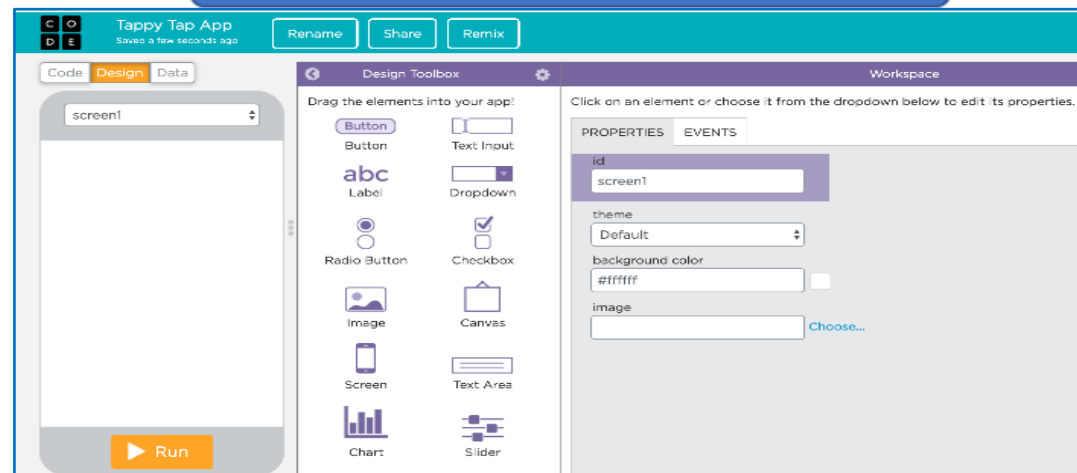 CODE
Tappy Tap App
Saved a few seconds ago
Rename
Share
Remix
Code Design Data
Design Toolbox
Workspace
screen1
Drag the elements into your app!
Button
Button
Text Input
abc
Label
Dropdown
Radio Button
Checkbox
Image
Canvas
Screen
Text Area
Chart
Slider
Run
Click on an element or choose it from the dropdown below to edit its properties.
PROPERTIES EVENTS
id
screen1
theme
Default
background color
#ffffff
image
Choose...